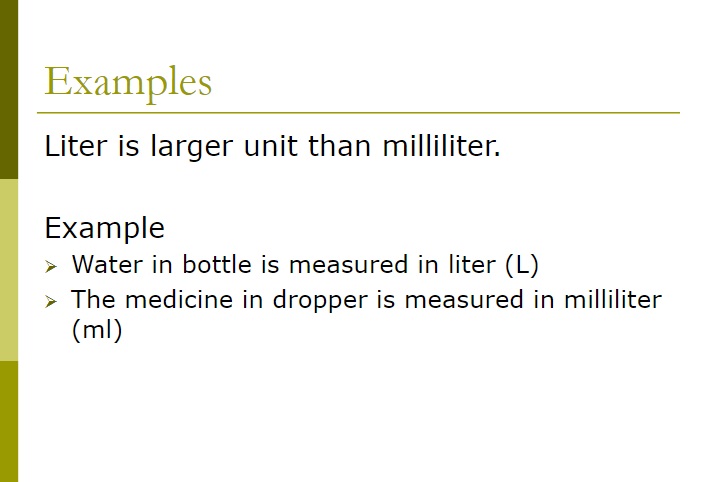 Examples
Liter is larger unit than milliliter.
Example
Water in bottle is measured in liter (L)
The medicine in dropper is measured in milliliter
(ml)